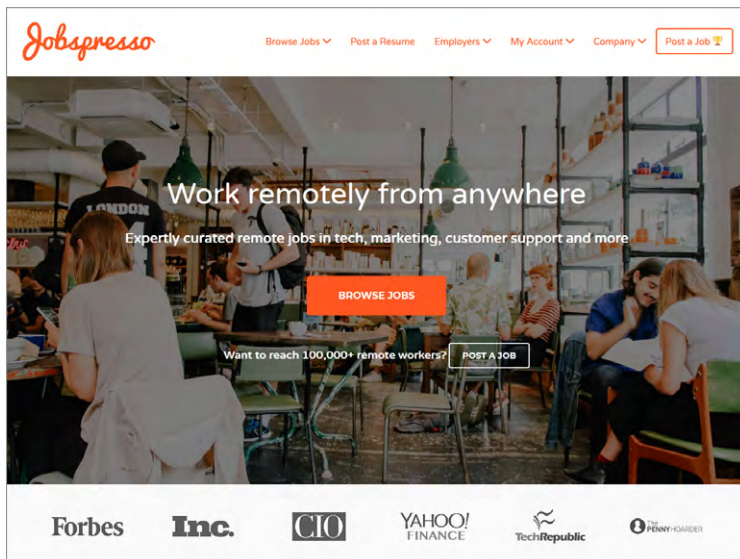 Jobspresso
Browse Jobs Post a Resume Employers My Account Company Post a Job
LONDON
Work remotely from anywhere
Expertly curated remote jobs in tech, marketing, customer support and more
BROWSE JOBS
Want to reach 100,000+ remote workers? POST A JOB
Forbes Inc. CIO YAHOO! FINANCE TechRepublic The PENNY HOARDER